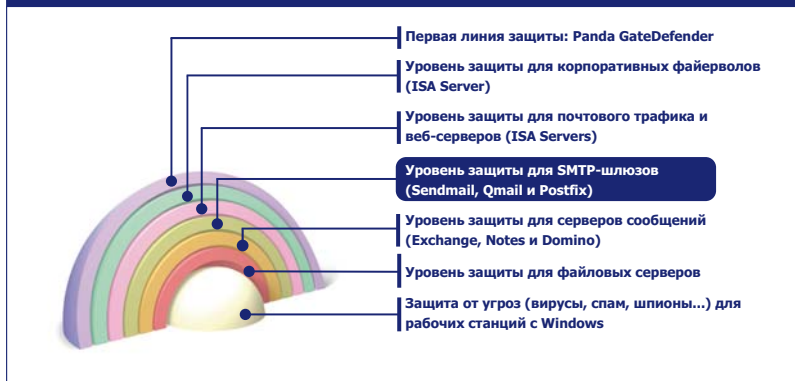 Первая линия защиты: Panda GateDefender
Уровень защиты для корпоративных файерволов
(ISA Server)
Уровень защиты для почтового трафика и
веб-серверов (ISA Servers)
Уровень защиты для SMTP-шлюзов
(Sendmail, Qmail и Postfix)
Уровень защиты для серверов сообщений
(Exchange, Notes и Domino)
Уровень защиты для файловых серверов
Защита от угроз (вирусы, спам, шпионы...) для
рабочих станций с Windows